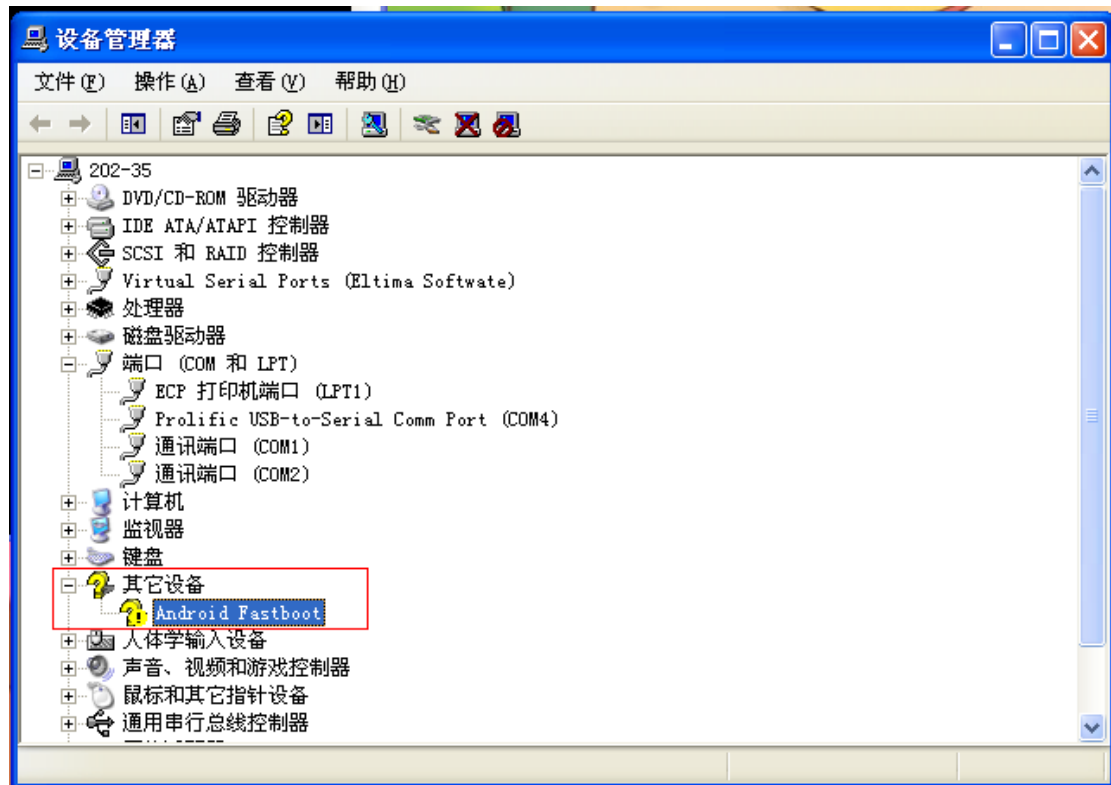 设备管理器
文件(F) 操作(A) 查看(V) 帮助(H)
202-35
DVD/CD-ROM 驱动器
IDE ATA/ATAPI 控制器
SCSI 和 RAID 控制器
Virtual Serial Ports (Eltima Softwate)
处理器
磁盘驱动器
端口 (COM 和 LPT)
ECP 打印机端口 (LPT1)
Prolific USB-to-Serial Comm Port (COM4)
通讯端口 (COM1)
通讯端口 (COM2)
计算机
监视器
键盘
其它设备
Android Fastboot
人体学输入设备
声音、视频和游戏控制器
鼠标和其它指针设备
通用串行总线控制器